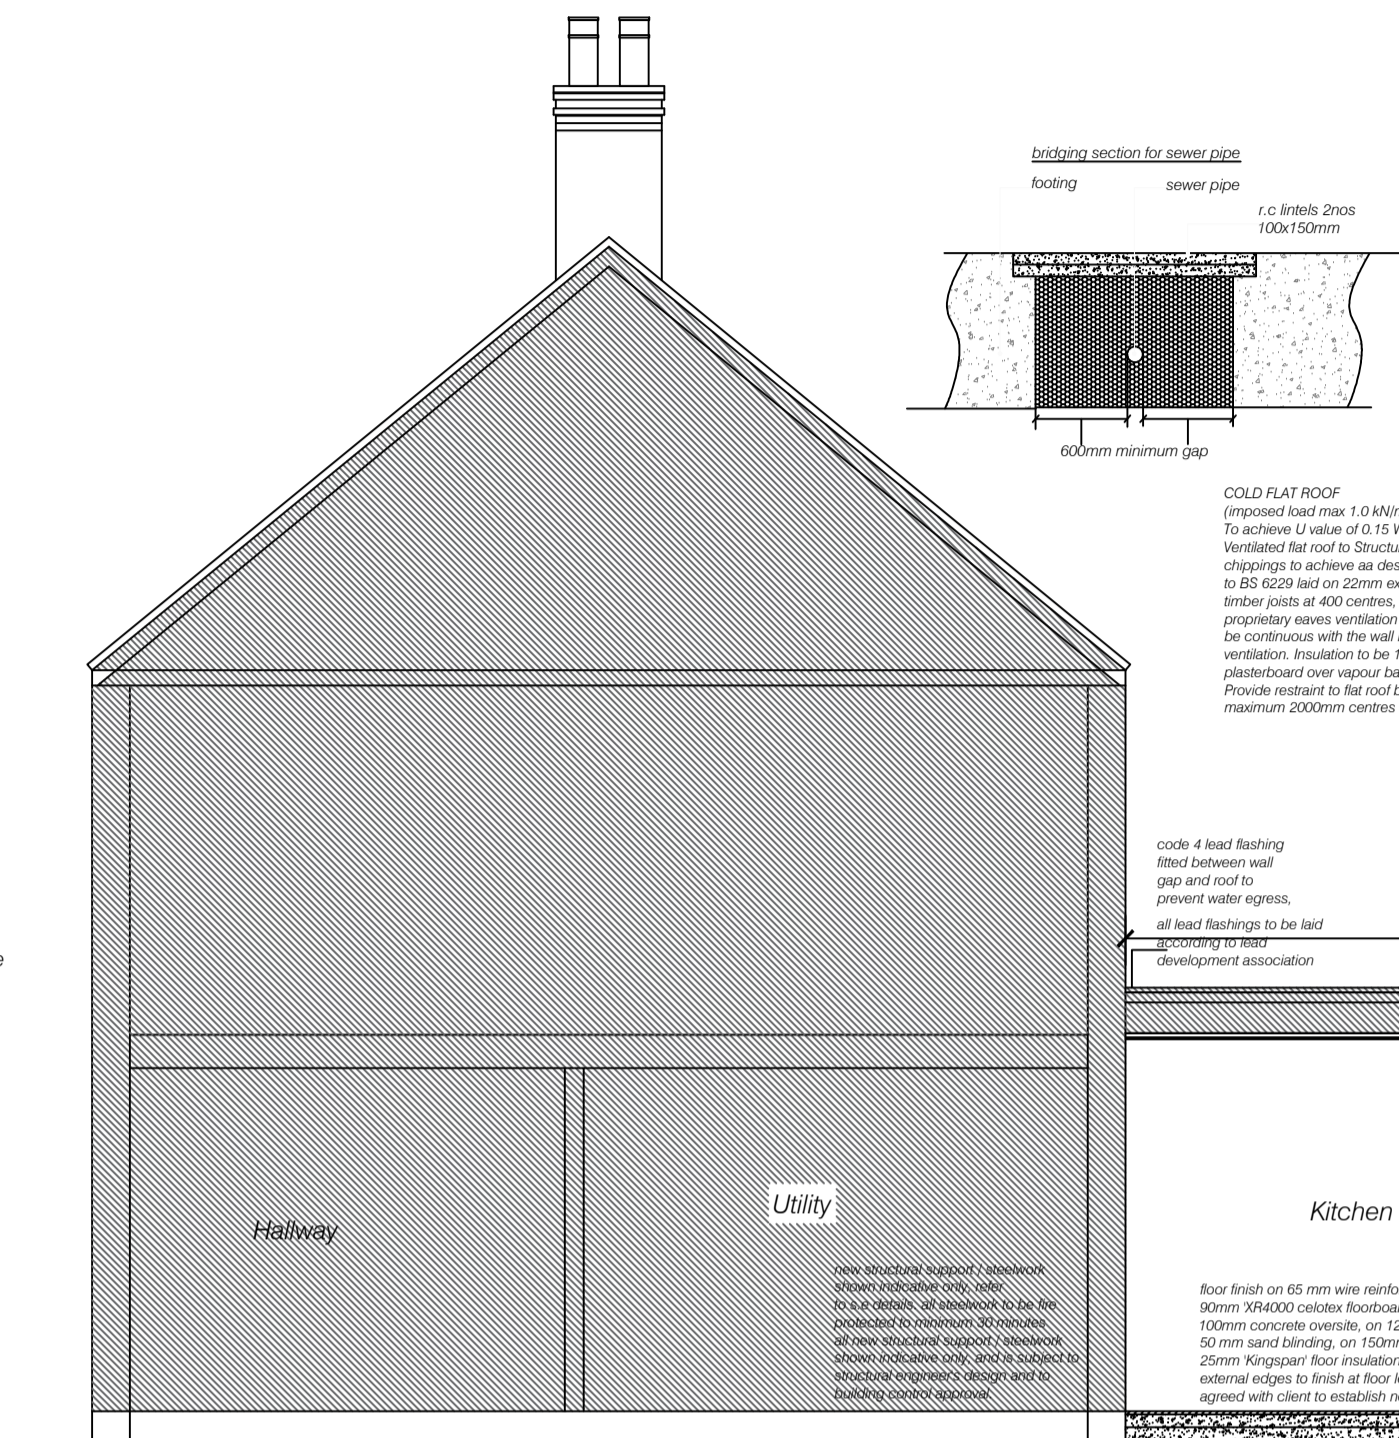 bridging section for sewer pipe
footing
sewer pipe
r.c lintels 2nos
100x150mm
600mm minimum gap
COLD FLAT ROOF
(imposed load max 1.0 kN/
To achieve U value of 0.15
Ventilated flat roof to Structu
chippings to achieve aa des
to BS 6229 laid on 22mm ex
timber joists at 400 centres,
proprietary eaves ventilation
be continuous with the wall
ventilation. Insulation to be 1
plasterboard over vapour ba
Provide restraint to flat roof b
maximum 2000mm centres
code 4 lead flashing
fitted between wall
gap and roof to
prevent water egress,
all lead flashings to be laid
according to lead
development association
e
Hallway
Utility
Kitchen
new structural support / steelwork
shown indicative only, refer
to s.e details. all steelwork to be fire
protected to minimum 30 minutes
all new structural support / steelwork
shown indicative only, and is subject to
structural engineers design and to
building control approval.
floor finish on 65 mm wire reinfo
90mm 'XR4000 celotex floorboa
100mm concrete oversite, on 12
50 mm sand blinding, on 150mm
25mm 'Kingspan' floor insulation
external edges to finish at floor l
agreed with client to establish n